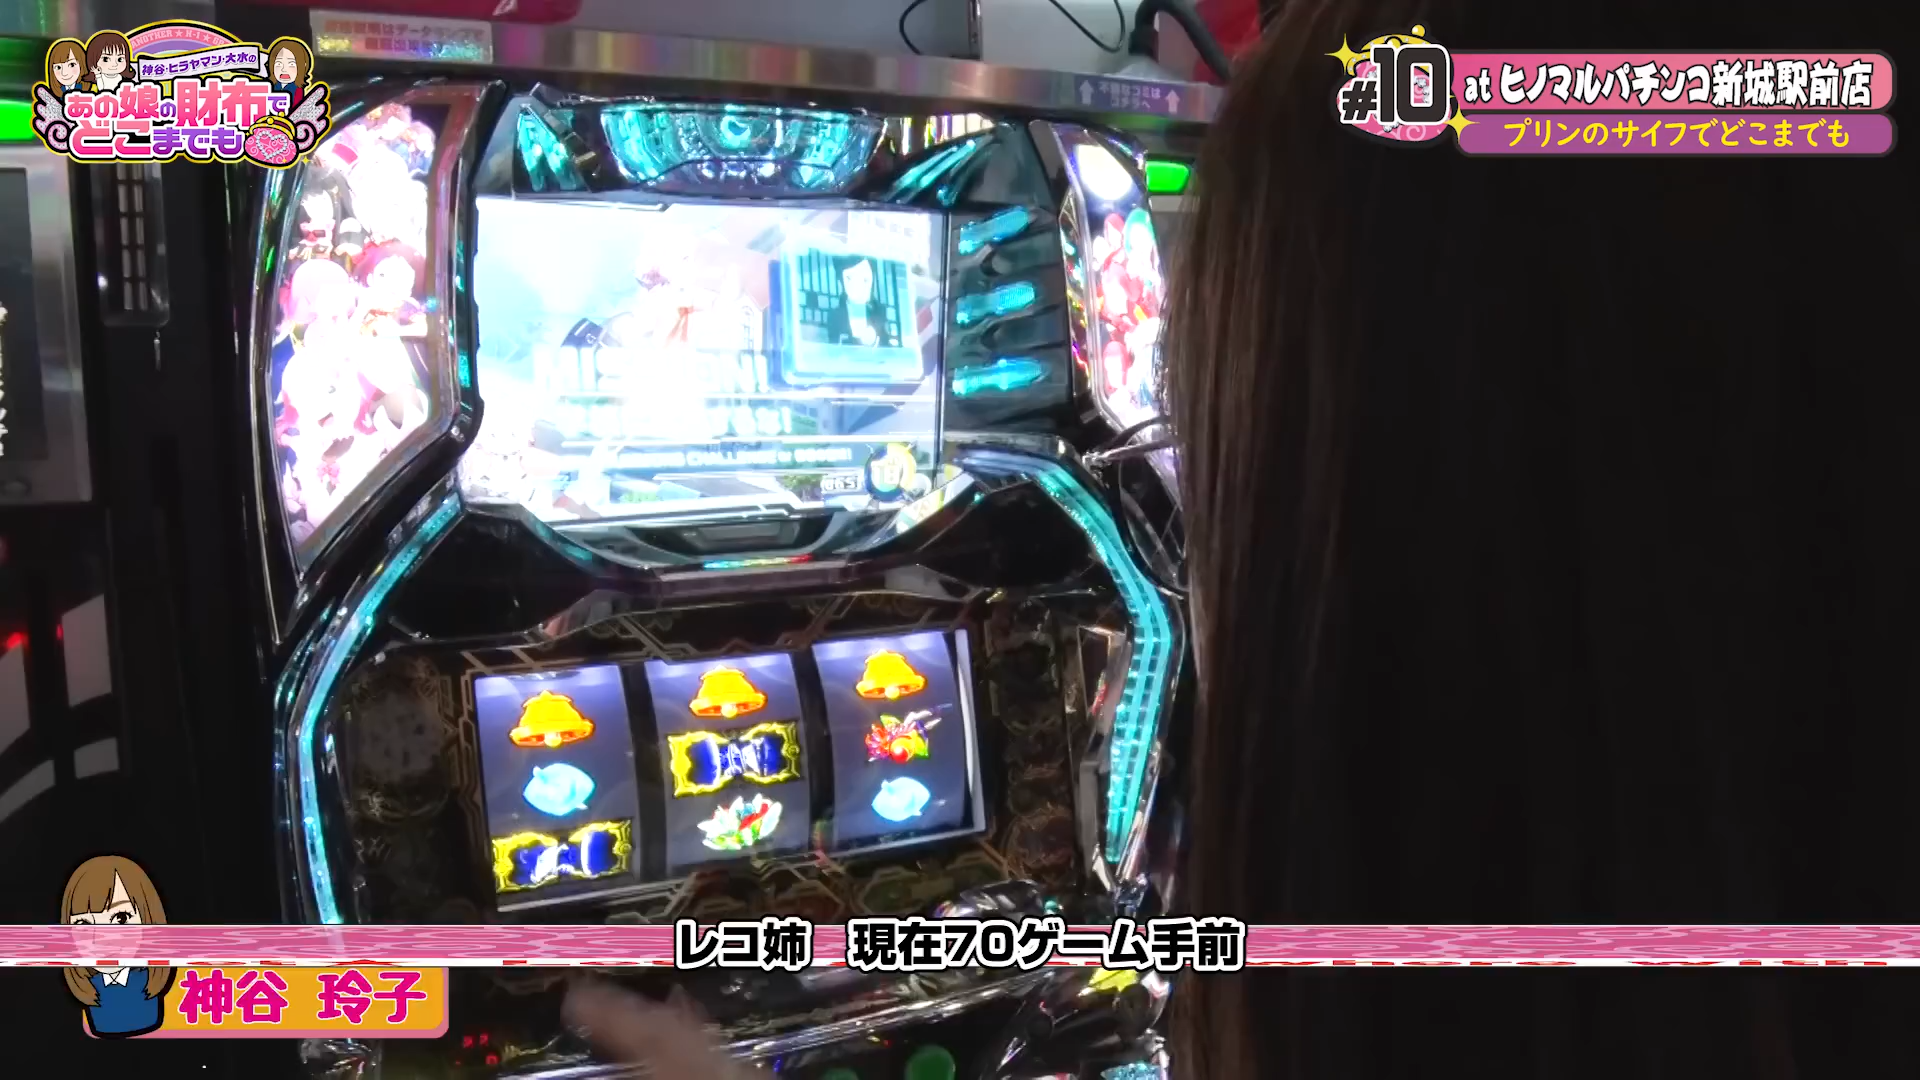 神谷・ヒラヤマン・大水の
あの娘の財布で
どこまでも
#10
at ヒノマルパチンコ新城駅前店
プリンのサイフでどこまでも
レコ姉 現在70ゲーム手前
神谷 玲子